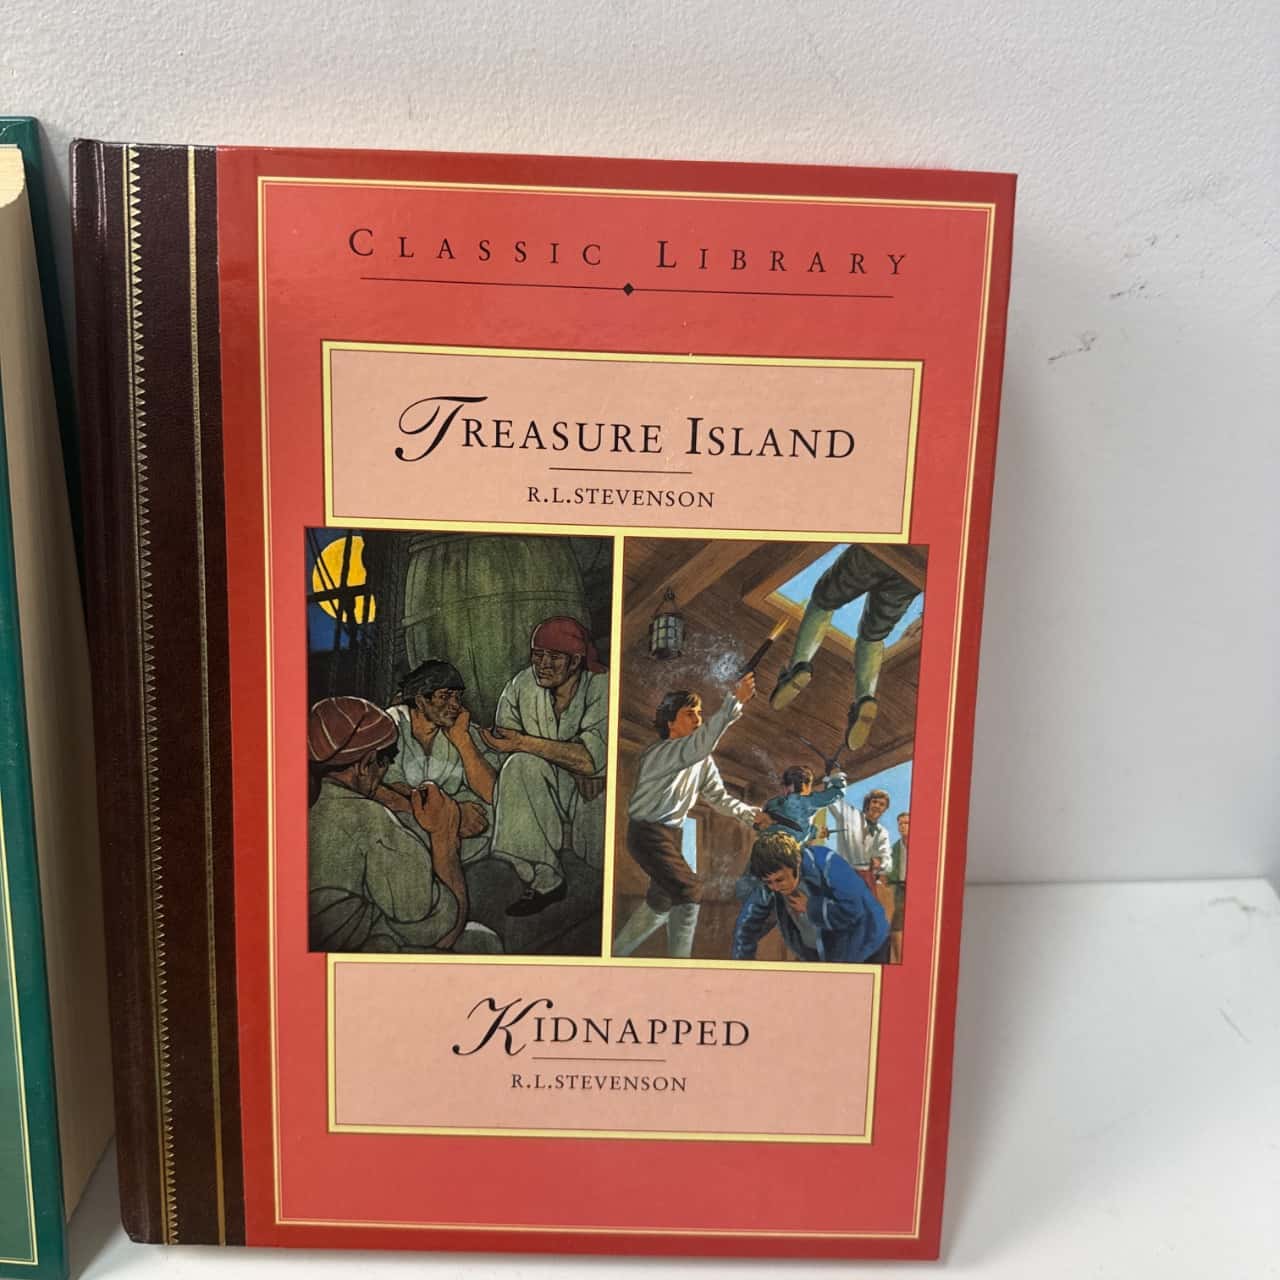 CLASSIC LIBRARY
TREASURE ISLAND
R.L.STEVENSON
KIDNAPPED
R.L.STEVENSON